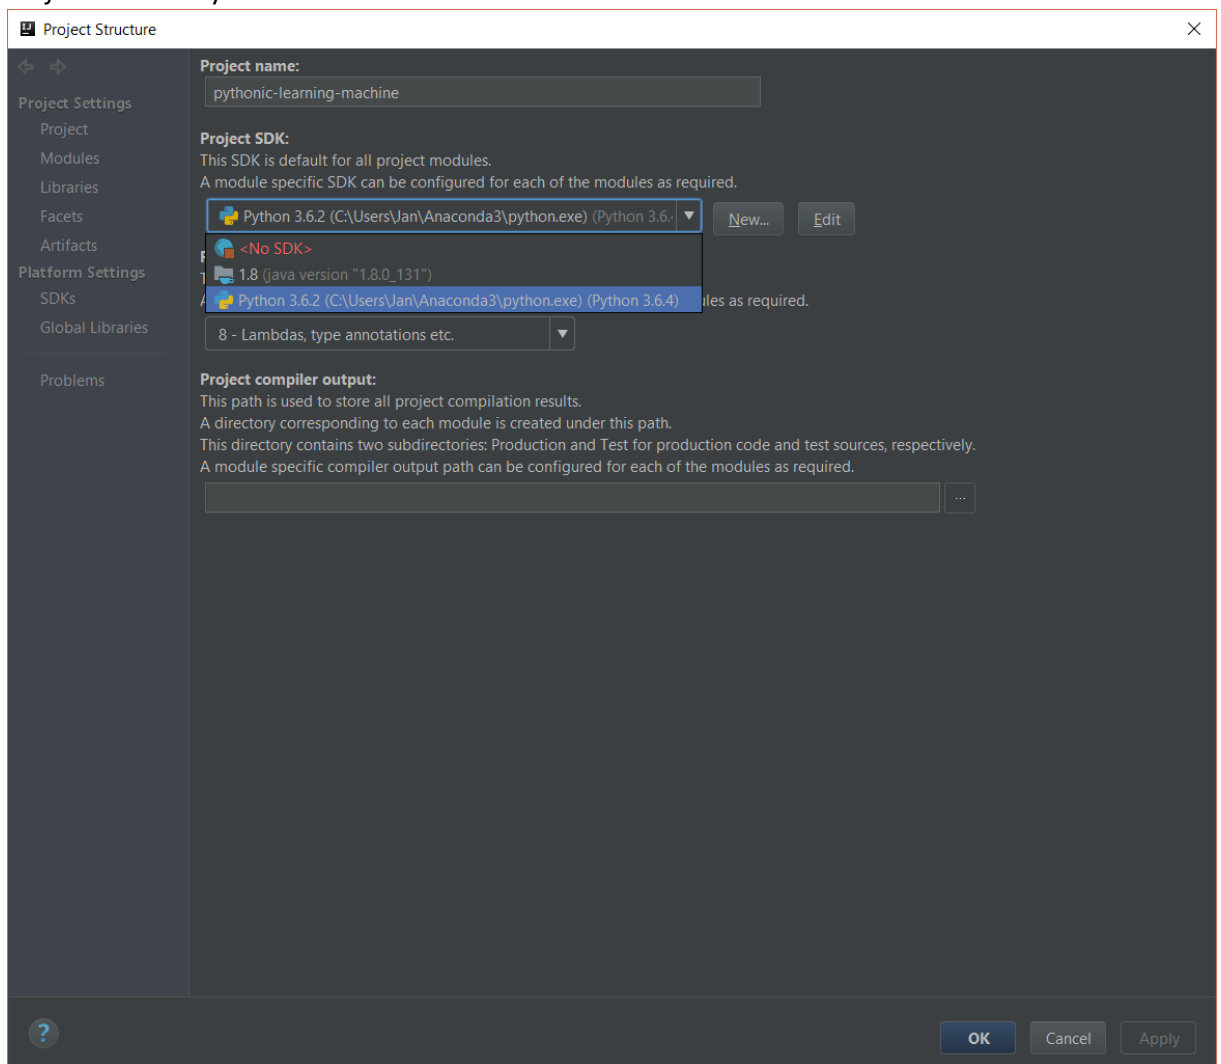 Project Structure
Project Settings
Project
Modules
Libraries
Facets
Artifacts
Platform Settings
SDKs
Global Libraries
Problems
Project name:
pythonic-learning-machine
Project SDK:
This SDK is default for all project modules.
A module specific SDK can be configured for each of the modules as required.
Python 3.6.2 (C:\Users\Jan\Anaconda3\python.exe) (Python 3.6.
New...
Edit
<No SDK>
1.8 (java version "1.8.0_131")
Python 3.6.2 (C:\Users\Jan\Anaconda3\python.exe) (Python 3.6.4)
les as required.
8 - Lambdas, type annotations etc.
Project compiler output:
This path is used to store all project compilation results.
A directory corresponding to each module is created under this path.
This directory contains two subdirectories: Production and Test for production code and test sources, respectively.
A module specific compiler output path can be configured for each of the modules as required.
...
?
OK
Cancel
Apply